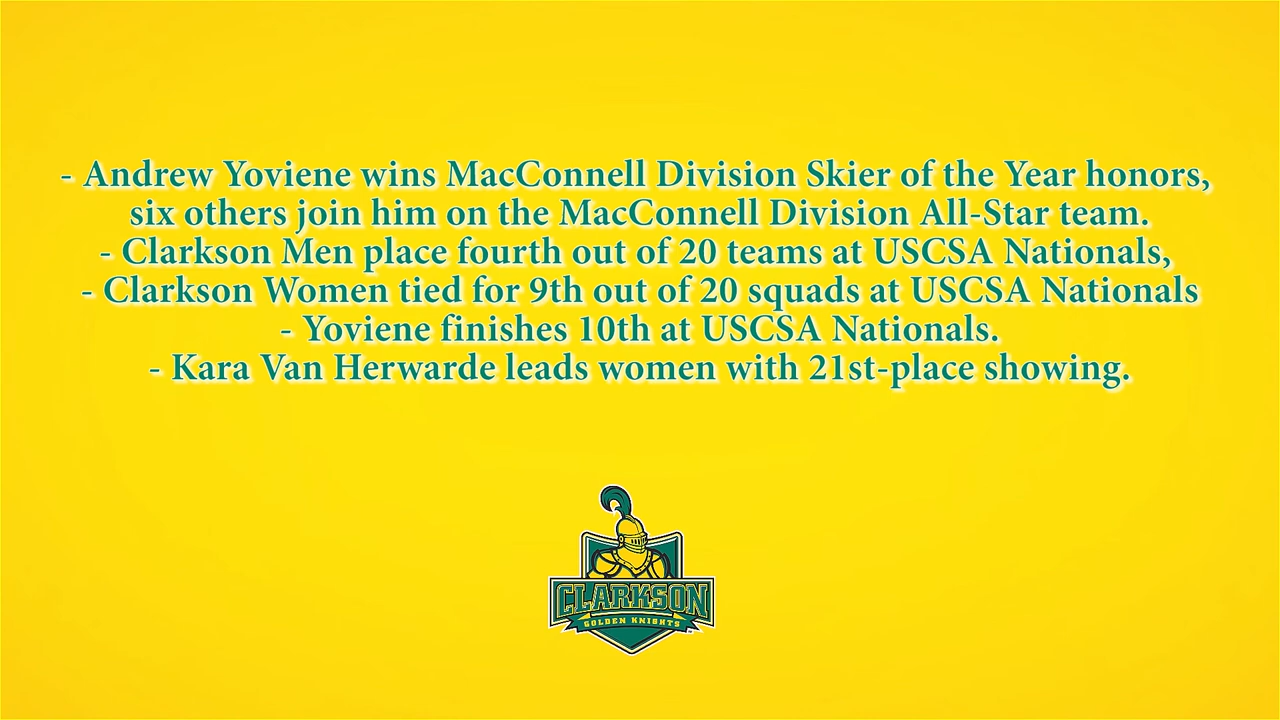 - Andrew Yoviene wins MacConnell Division Skier of the Year honors,
six others join him on the MacConnell Division All-Star team.
- Clarkson Men place fourth out of 20 teams at USCSA Nationals,
- Clarkson Women tied for 9th out of 20 squads at USCSA Nationals
- Yoviene finishes 10th at USCSA Nationals.
- Kara Van Herwarde leads women with 21st-place showing.
CLARKSON
GOLDEN KNIGHTS